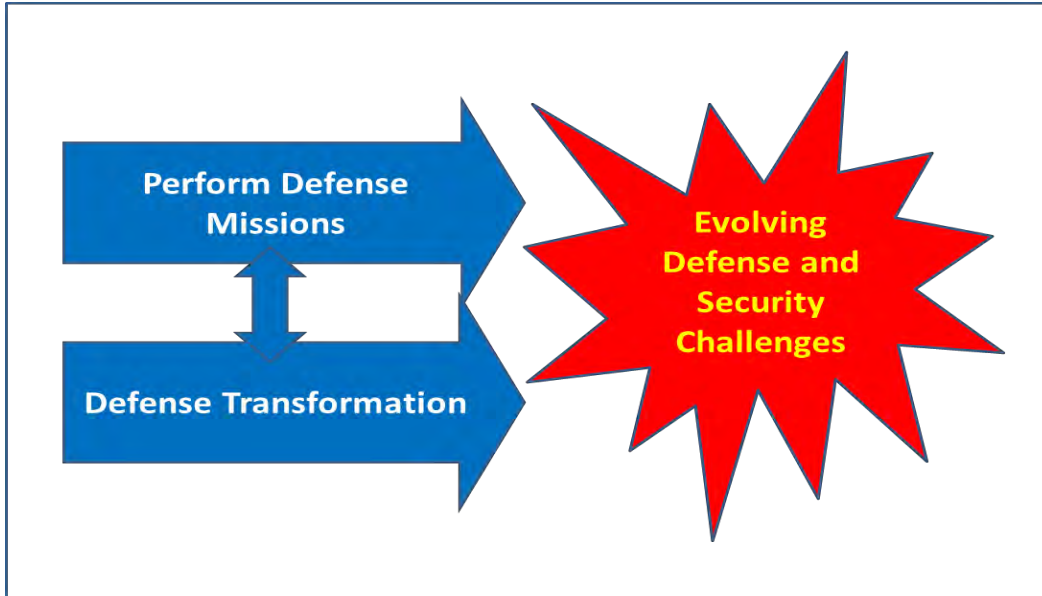 Perform Defense
Missions
Defense Transformation
Evolving
Defense and
Security
Challenges